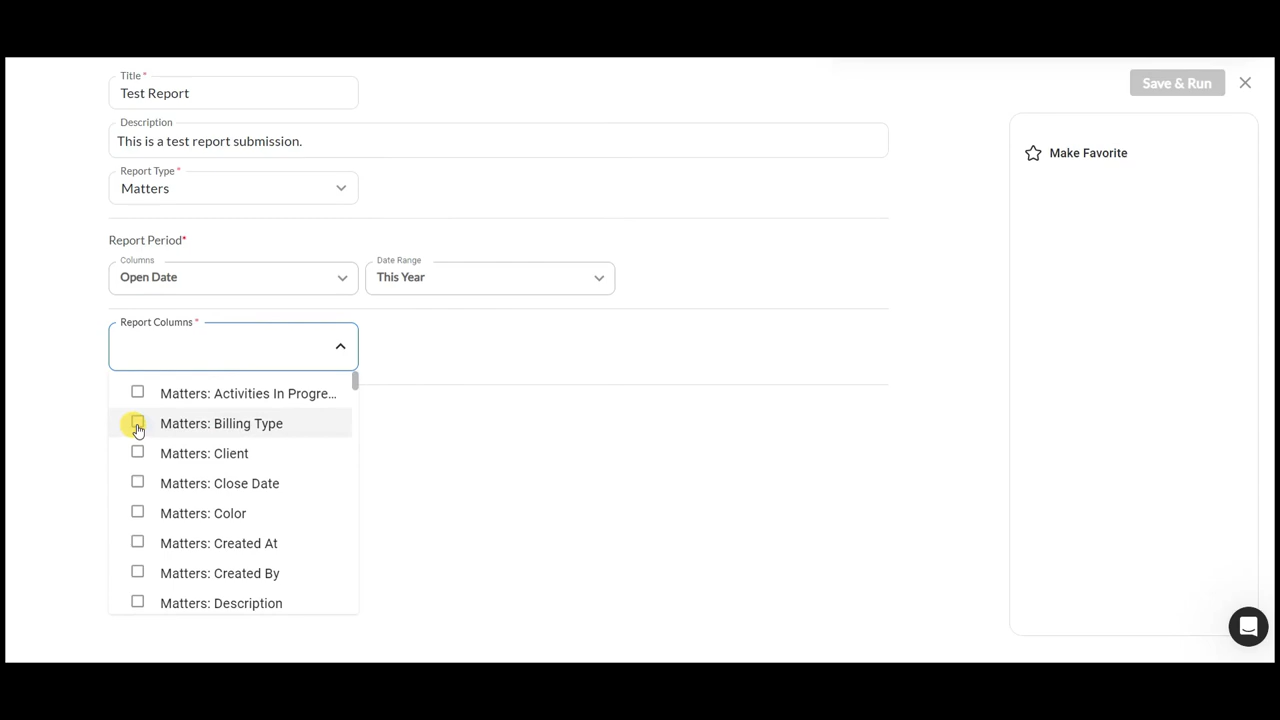 Title *
Test Report
Save & Run
Description
This is a test report submission.
Make Favorite
Report Type *
Matters
Report Period*
Columns
Open Date
Date Range
This Year
Report Columns *
Matters: Activities In Progre...
Matters: Billing Type
Matters: Client
Matters: Close Date
Matters: Color
Matters: Created At
Matters: Created By
Matters: Description